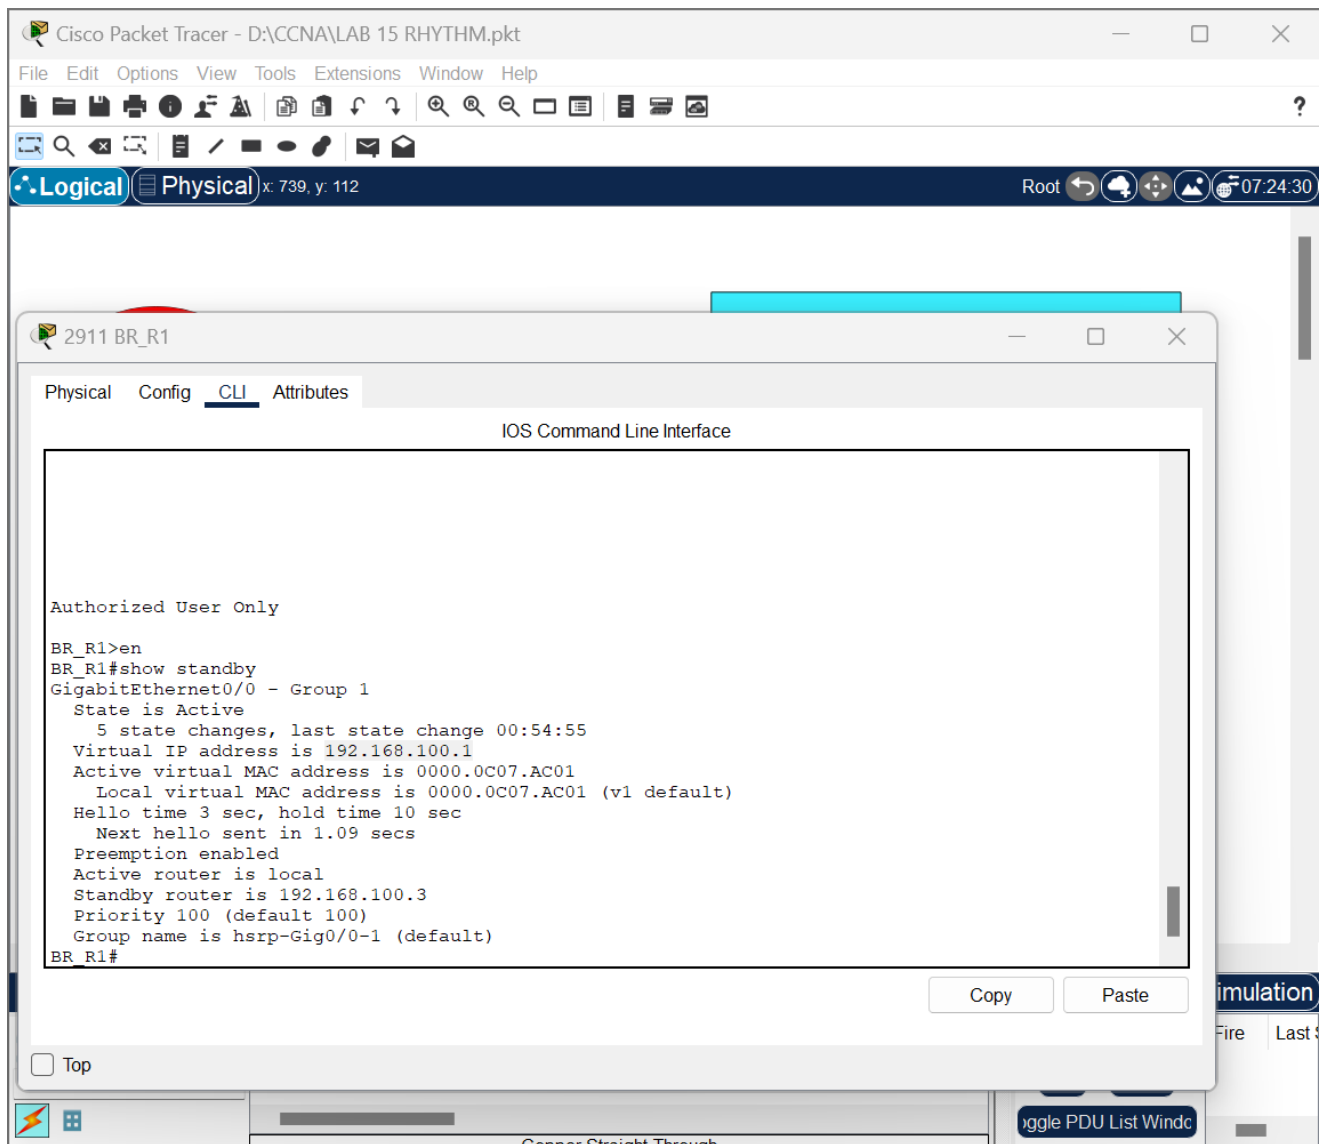 Cisco Packet Tracer - D:\CCNA\LAB 15 RHYTHM.pkt
File Edit Options View Tools Extensions Window Help
?
Logical Physical x: 739, y: 112 Root 07:24:30
2911 BR_R1
Physical Config CLI Attributes
IOS Command Line Interface
Authorized User Only
BR_R1>en
BR_R1#show standby
GigabitEthernet0/0 - Group 1
State is Active
5 state changes, last state change 00:54:55
Virtual IP address is 192.168.100.1
Active virtual MAC address is 0000.0C07.AC01
Local virtual MAC address is 0000.0C07.AC01 (v1 default)
Hello time 3 sec, hold time 10 sec
Next hello sent in 1.09 secs
Preemption enabled
Active router is local
Standby router is 192.168.100.3
Priority 100 (default 100)
Group name is hsrp-Gig0/0-1 (default)
BR_R1#
Copy Paste
imulation
Fire Last
Top
oggle PDU List Windo
Copper Straight-Through